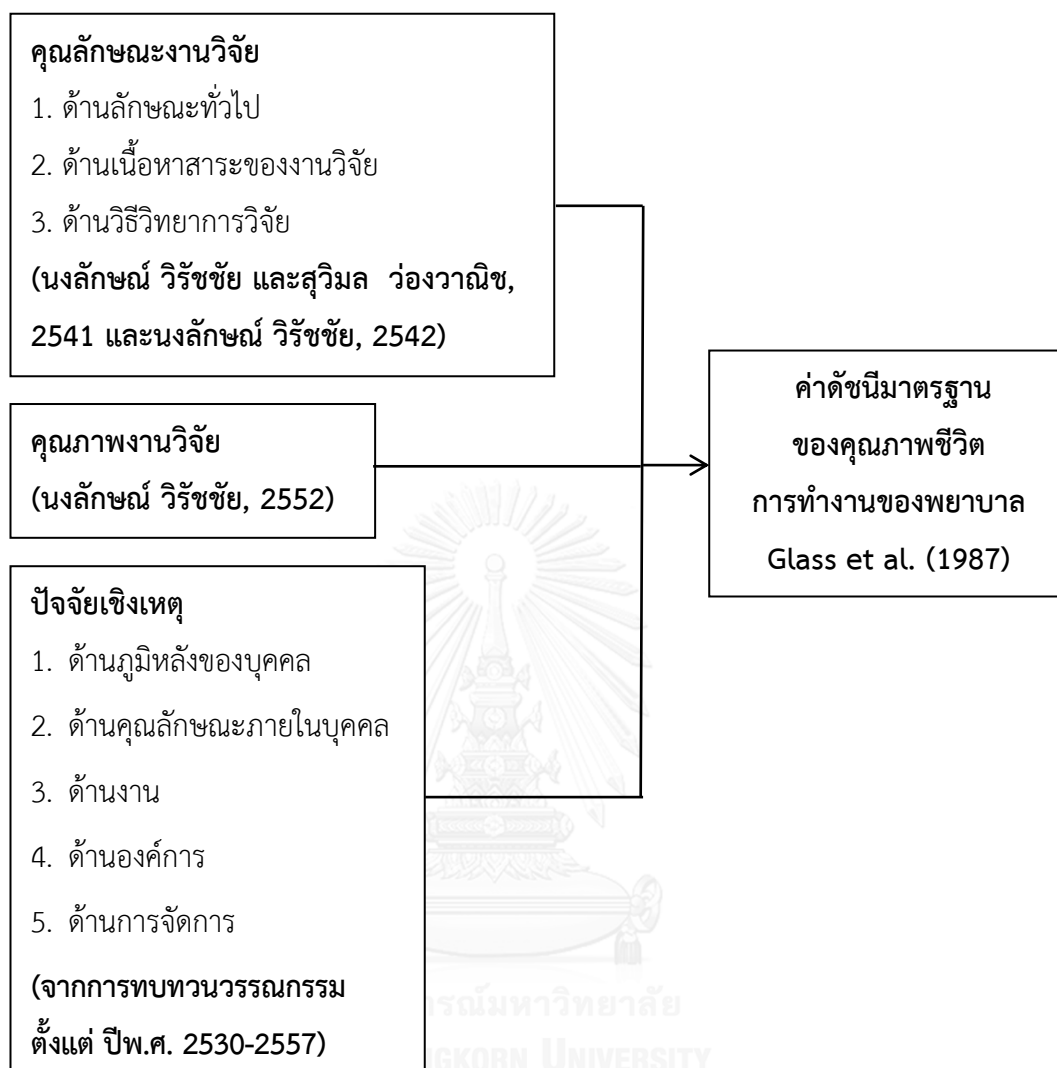 คุณลักษณะงานวิจัย
1. ด้านลักษณะทั่วไป
2. ด้านเนื้อหาสาระของงานวิจัย
3. ด้านวิธีวิทยาการวิจัย
(นงลักษณ์ วิรัชชัย และสุวิมล ว่องวาณิช,
2541 และนงลักษณ์ วิรัชชัย, 2542)
คุณภาพงานวิจัย
(นงลักษณ์ วิรัชชัย, 2552)
ปัจจัยเชิงเหตุ
1. ด้านภูมิหลังของบุคคล
2. ด้านคุณลักษณะภายในบุคคล
3. ด้านงาน
4. ด้านองค์การ
5. ด้านการจัดการ
(จากการทบทวนวรรณกรรม
ตั้งแต่ ปีพ.ศ. 2530-2557)
ค่าดัชนีมาตรฐาน
ของคุณภาพชีวิต
การทำงานของพยาบาล
Glass et al. (1987)
รณ์มหาวิทยาลัย
GKORN UNIVERSITY